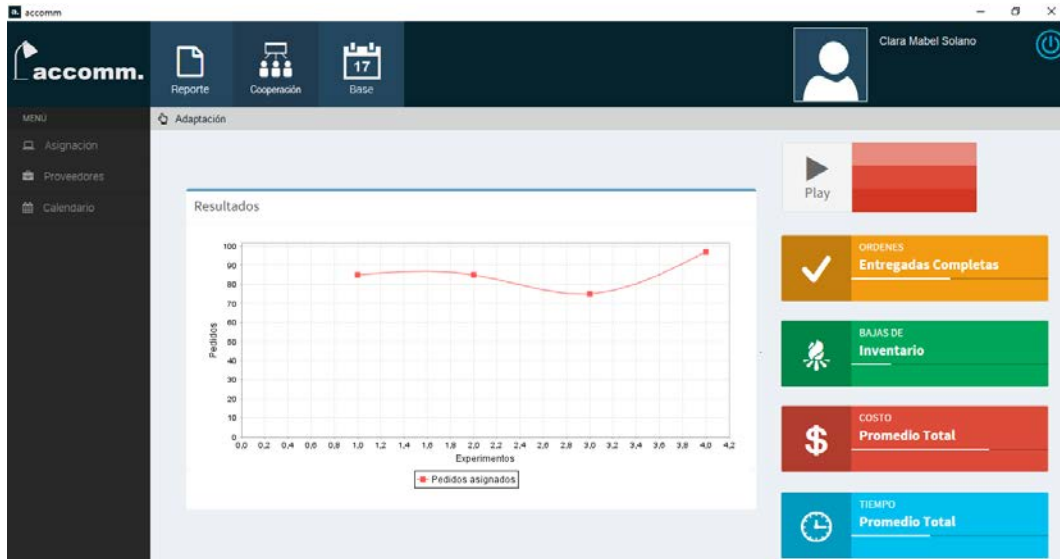 a. accomm
accomm.
Reporte
Cooperación
17
Base
Clara Mabel Solano
MENÚ
Adaptación
Asignación
Proveedores
Calendario
Play
Resultados
100
90
80
70
60
50
40
30
20
10
0
Pedidos
0,0 0,2 0,4 0,6 0,8 1,0 1,2 1,4 1,6 1,8 2,0 2,2 2,4 2,6 2,8 3,0 3,2 3,4 3,6 3,8 4,0 4,2
Experimentos
Pedidos asignados
ORDENES
Entregadas Completas
BAJAS DE
Inventario
$
COSTO
Promedio Total
TIEMPO
Promedio Total